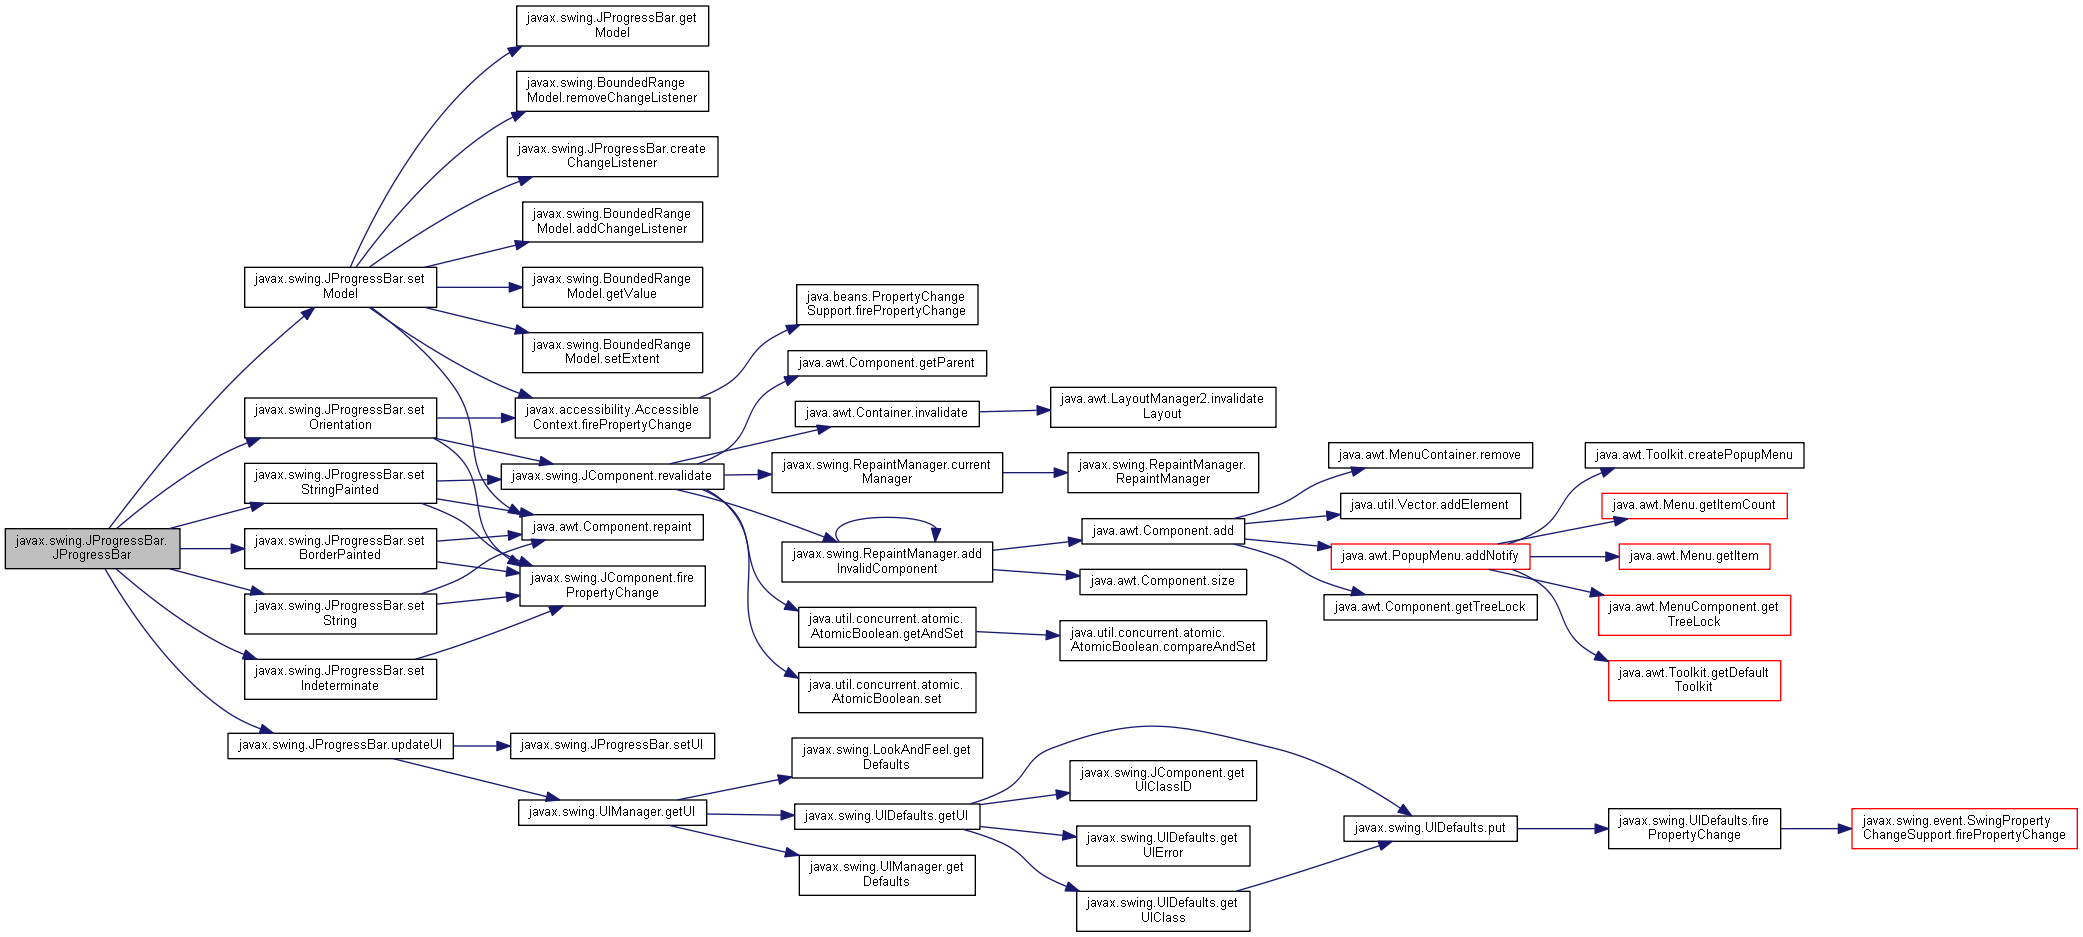 javax.swing.JProgressBar.
JProgressBar
javax.swing.JProgressBar.set
Model
javax.swing.JProgressBar.set
Orientation
javax.swing.JProgressBar.set
StringPainted
javax.swing.JProgressBar.set
BorderPainted
javax.swing.JProgressBar.set
String
javax.swing.JProgressBar.set
Indeterminate
javax.swing.JProgressBar.updateUI
javax.swing.JProgressBar.get
Model
javax.swing.BoundedRange
Model.removeChangeListener
javax.swing.JProgressBar.create
ChangeListener
javax.swing.BoundedRange
Model.addChangeListener
javax.swing.BoundedRange
Model.getValue
javax.swing.BoundedRange
Model.setExtent
javax.accessibility.Accessible
Context.firePropertyChange
javax.swing.JComponent.revalidate
java.awt.Component.repaint
javax.swing.JComponent.fire
PropertyChange
javax.swing.JProgressBar.setUI
javax.swing.UIManager.getUI
java.beans.PropertyChange
Support.firePropertyChange
java.awt.Component.getParent
java.awt.Container.invalidate
javax.swing.RepaintManager.current
Manager
javax.swing.RepaintManager.add
InvalidComponent
java.util.concurrent.atomic.
AtomicBoolean.getAndSet
java.util.concurrent.atomic.
AtomicBoolean.set
javax.swing.LookAndFeel.get
Defaults
javax.swing.UIDefaults.getUI
javax.swing.UIManager.get
Defaults
java.awt.LayoutManager2.invalidate
Layout
javax.swing.RepaintManager.
RepaintManager
java.awt.Component.add
java.awt.Component.size
java.util.concurrent.atomic.
AtomicBoolean.compareAndSet
javax.swing.JComponent.get
UIClassID
javax.swing.UIDefaults.get
UIError
javax.swing.UIDefaults.get
UIClass
java.awt.MenuContainer.remove
java.util.Vector.addElement
java.awt.PopupMenu.addNotify
java.awt.Component.getTreeLock
javax.swing.UIDefaults.put
java.awt.Toolkit.createPopupMenu
java.awt.Menu.getItemCount
java.awt.Menu.getItem
java.awt.MenuComponent.get
TreeLock
java.awt.Toolkit.getDefault
Toolkit
javax.swing.UIDefaults.fire
PropertyChange
javax.swing.event.SwingProperty
ChangeSupport.firePropertyChange